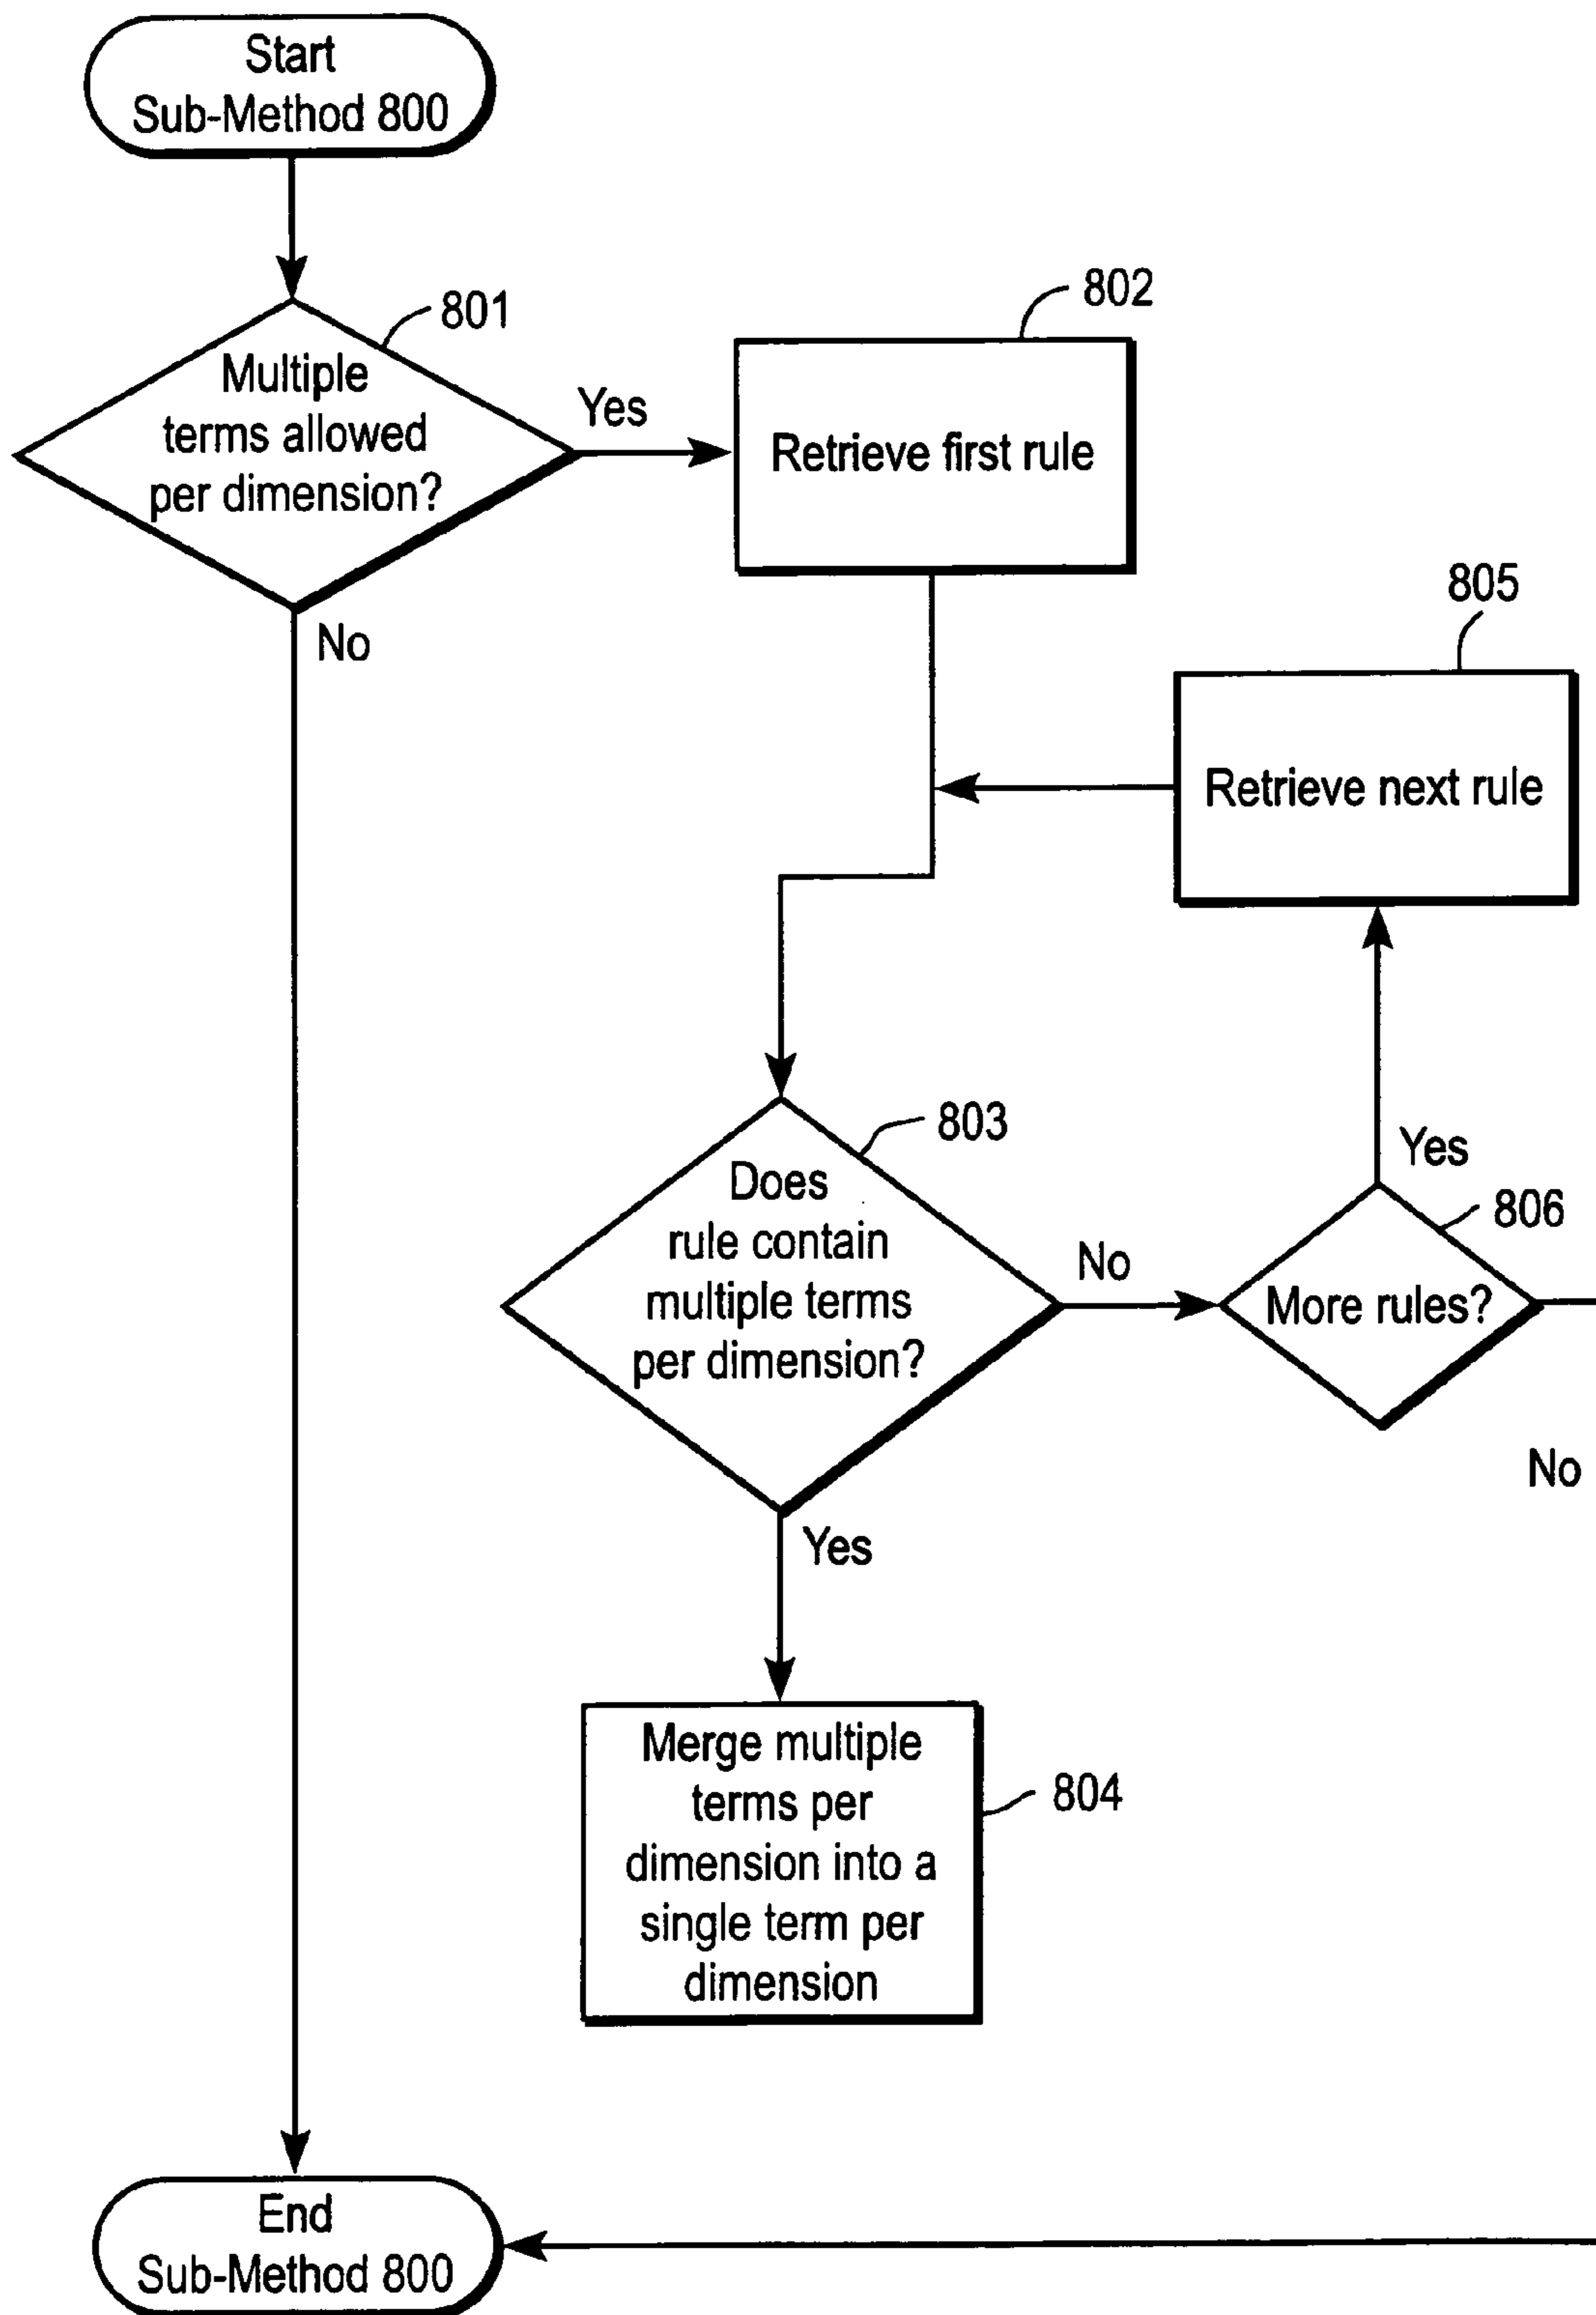 Start
Sub-Method 800
801
Multiple
terms allowed
per dimension?
Yes
No
802
Retrieve first rule
805
Retrieve next rule
803
Does
rule contain
multiple terms
per dimension?
No
Yes
806
More rules?
Yes
No
Merge multiple
terms per
dimension into a
single term per
dimension
804
End
Sub-Method 800